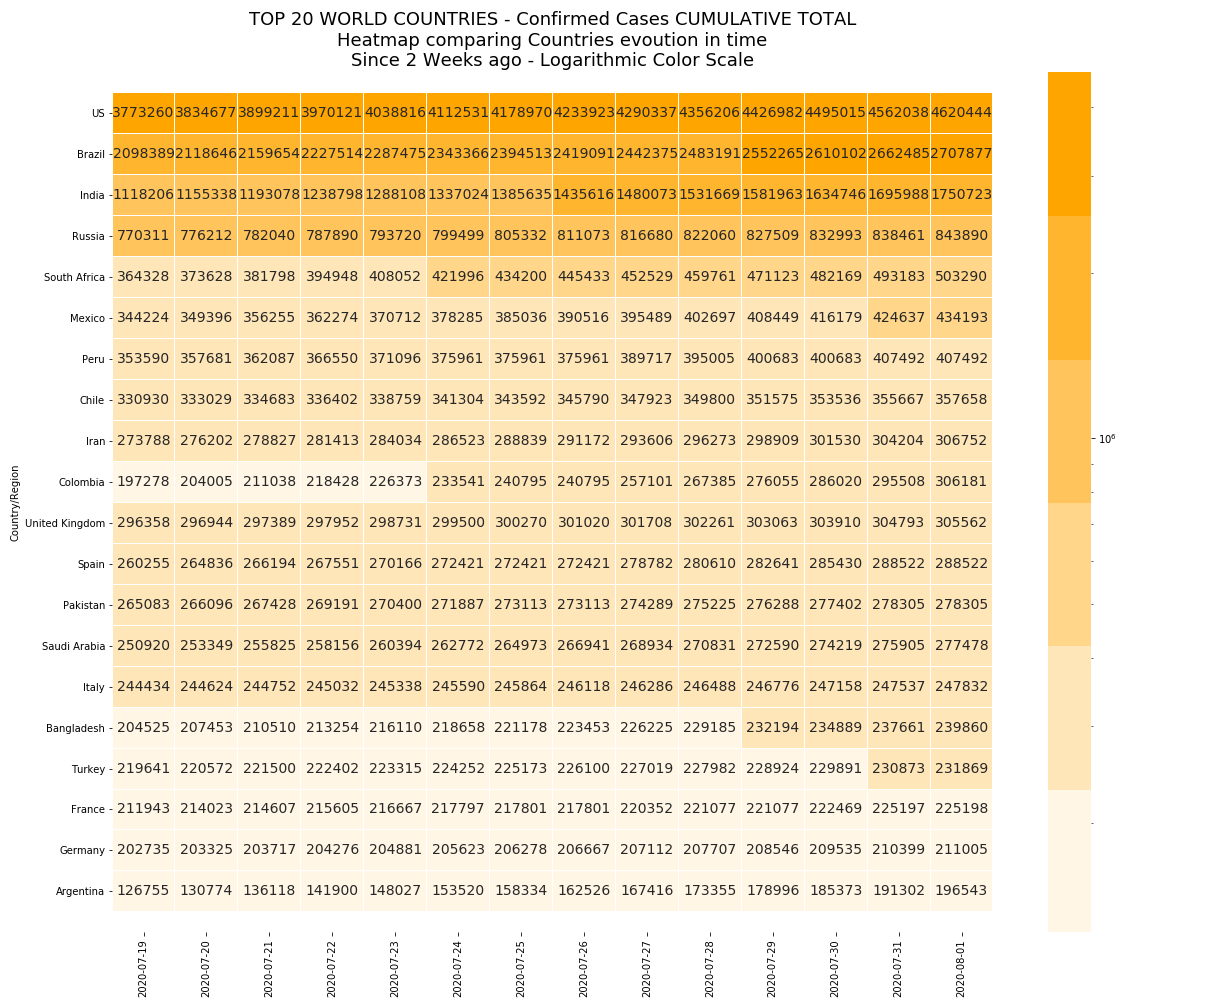 TOP 20 WORLD COUNTRIES - Confirmed Cases CUMULATIVE TOTAL
Heatmap comparing Countries evoution in time
Since 2 Weeks ago - Logarithmic Color Scale
US 3773260 3834677 3899211 3970121 4038816 4112531 4178970 4233923 4290337 4356206 4426982 4495015 4562038 4620444
Brazil 2098389 2118646 2159654 2227514 2287475 2343366 2394513 2419091 2442375 2483191 2552265 2610102 2662485 2707877
India 1118206 1155338 1193078 1238798 1288108 1337024 1385635 1435616 1480073 1531669 1581963 1634746 1695988 1750723
Russia 770311 776212 782040 787890 793720 799499 805332 811073 816680 822060 827509 832993 838461 843890
South Africa 364328 373628 381798 394948 408052 421996 434200 445433 452529 459761 471123 482169 493183 503290
Mexico 344224 349396 356255 362274 370712 378285 385036 390516 395489 402697 408449 416179 424637 434193
Peru 353590 357681 362087 366550 371096 375961 375961 375961 389717 395005 400683 400683 407492 407492
Chile 330930 333029 334683 336402 338759 341304 343592 345790 347923 349800 351575 353536 355667 357658
Iran 273788 276202 278827 281413 284034 286523 288839 291172 293606 296273 298909 301530 304204 306752
Colombia 197278 204005 211038 218428 226373 233541 240795 240795 257101 267385 276055 286020 295508 306181
United Kingdom 296358 296944 297389 297952 298731 299500 300270 301020 301708 302261 303063 303910 304793 305562
Spain 260255 264836 266194 267551 270166 272421 272421 272421 278782 280610 282641 285430 288522 288522
Pakistan 265083 266096 267428 269191 270400 271887 273113 273113 274289 275225 276288 277402 278305 278305
Saudi Arabia 250920 253349 255825 258156 260394 262772 264973 266941 268934 270831 272590 274219 275905 277478
Italy 244434 244624 244752 245032 245338 245590 245864 246118 246286 246488 246776 247158 247537 247832
Bangladesh 204525 207453 210510 213254 216110 218658 221178 223453 226225 229185 232194 234889 237661 239860
Turkey 219641 220572 221500 222402 223315 224252 225173 226100 227019 227982 228924 229891 230873 231869
France 211943 214023 214607 215605 216667 217797 217801 217801 220352 221077 221077 222469 225197 225198
Germany 202735 203325 203717 204276 204881 205623 206278 206667 207112 207707 208546 209535 210399 211005
Argentina 126755 130774 136118 141900 148027 153520 158334 162526 167416 173355 178996 185373 191302 196543
2020-07-19 2020-07-20 2020-07-21 2020-07-22 2020-07-23 2020-07-24 2020-07-25 2020-07-26 2020-07-27 2020-07-28 2020-07-29 2020-07-30 2020-07-31 2020-08-01
Country/Region
10⁶